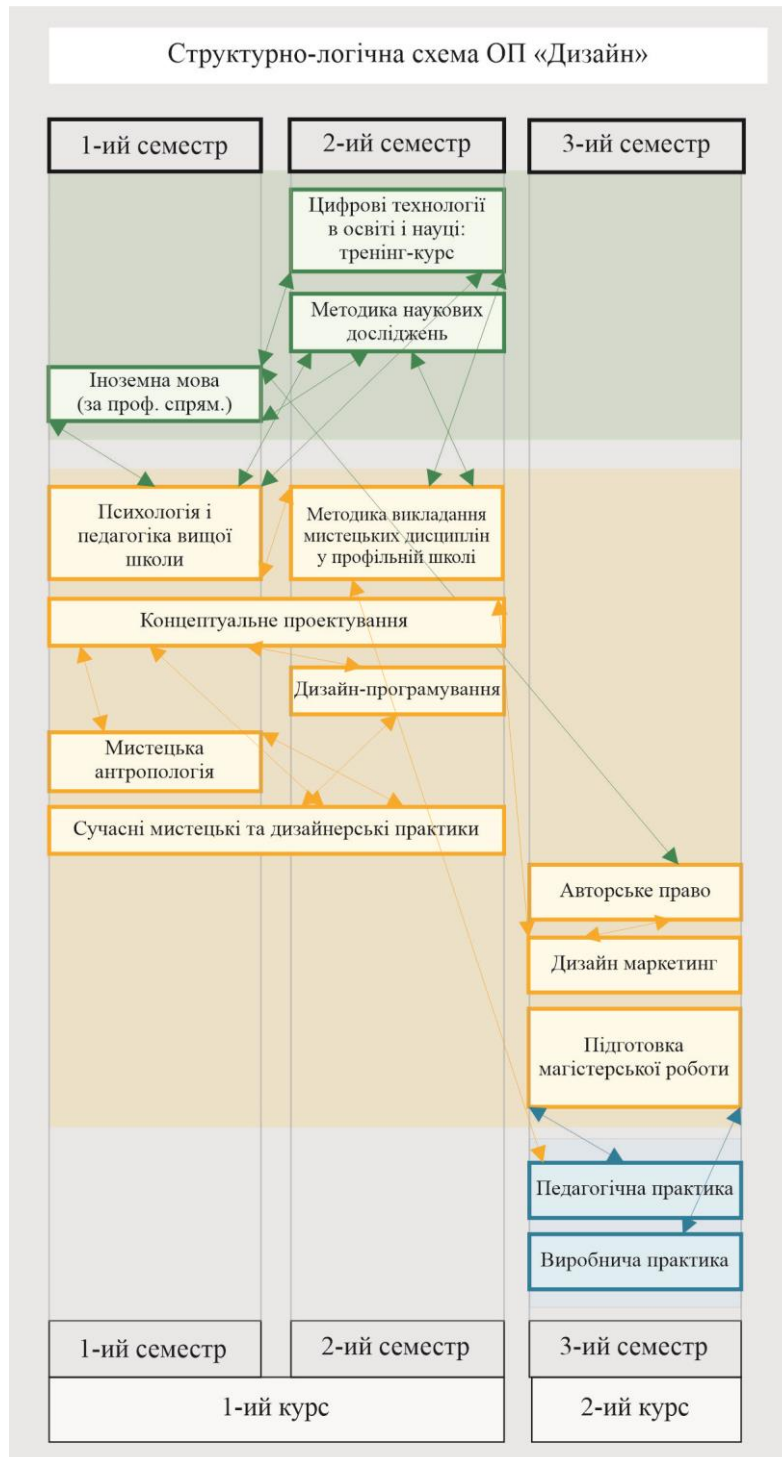 Структурно-логічна схема ОП «Дизайн»
1-ий семестр
2-ий семестр
3-ий семестр
Цифрові технології
в освіті і науці:
тренінг-курс
Методика наукових
досліджень
Іноземна мова
(за проф. спрям.)
Психологія і
педагогіка вищої
школи
Методика викладання
мистецьких дисциплін
у профільній школі
Концептуальне проектування
Дизайн-програмування
Мистецька
антропологія
Сучасні мистецькі та дизайнерські практики
Авторське право
Дизайн маркетинг
Підготовка
магістерської роботи
Педагогічна практика
Виробнича практика
1-ий семестр
2-ий семестр
3-ий семестр
1-ий курс
2-ий курс